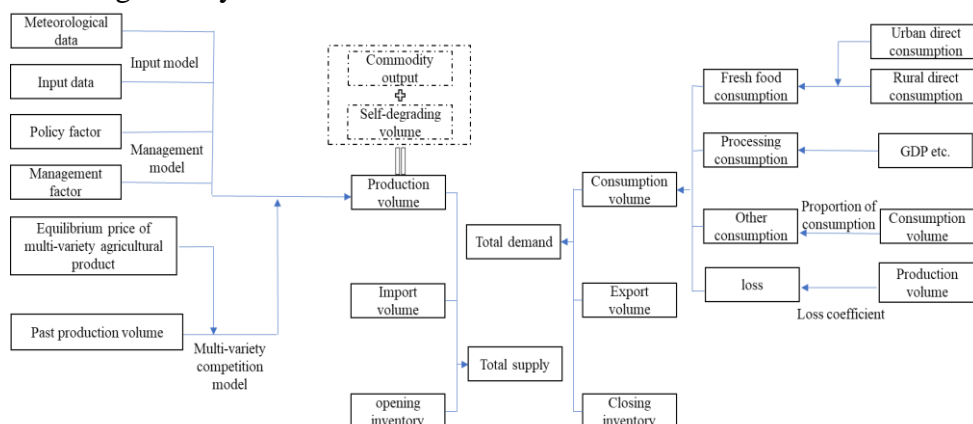 Meteorological
data
Input data
Input model
Policy factor
Management
model
Management
factor
Equilibrium price of
multi-variety agricultural
product
Past production volume
Multi-variety
competition
model
Commodity
output
Self-degrading
volume
Production
volume
Import
volume
opening
inventory
Total demand
Total supply
Consumption
volume
Export
volume
Closing
inventory
Fresh food
consumption
Processing
consumption
Other
consumption
loss
Urban direct
consumption
Rural direct
consumption
GDP etc.
Proportion of
consumption
Consumption
volume
Production
volume
Loss coefficient